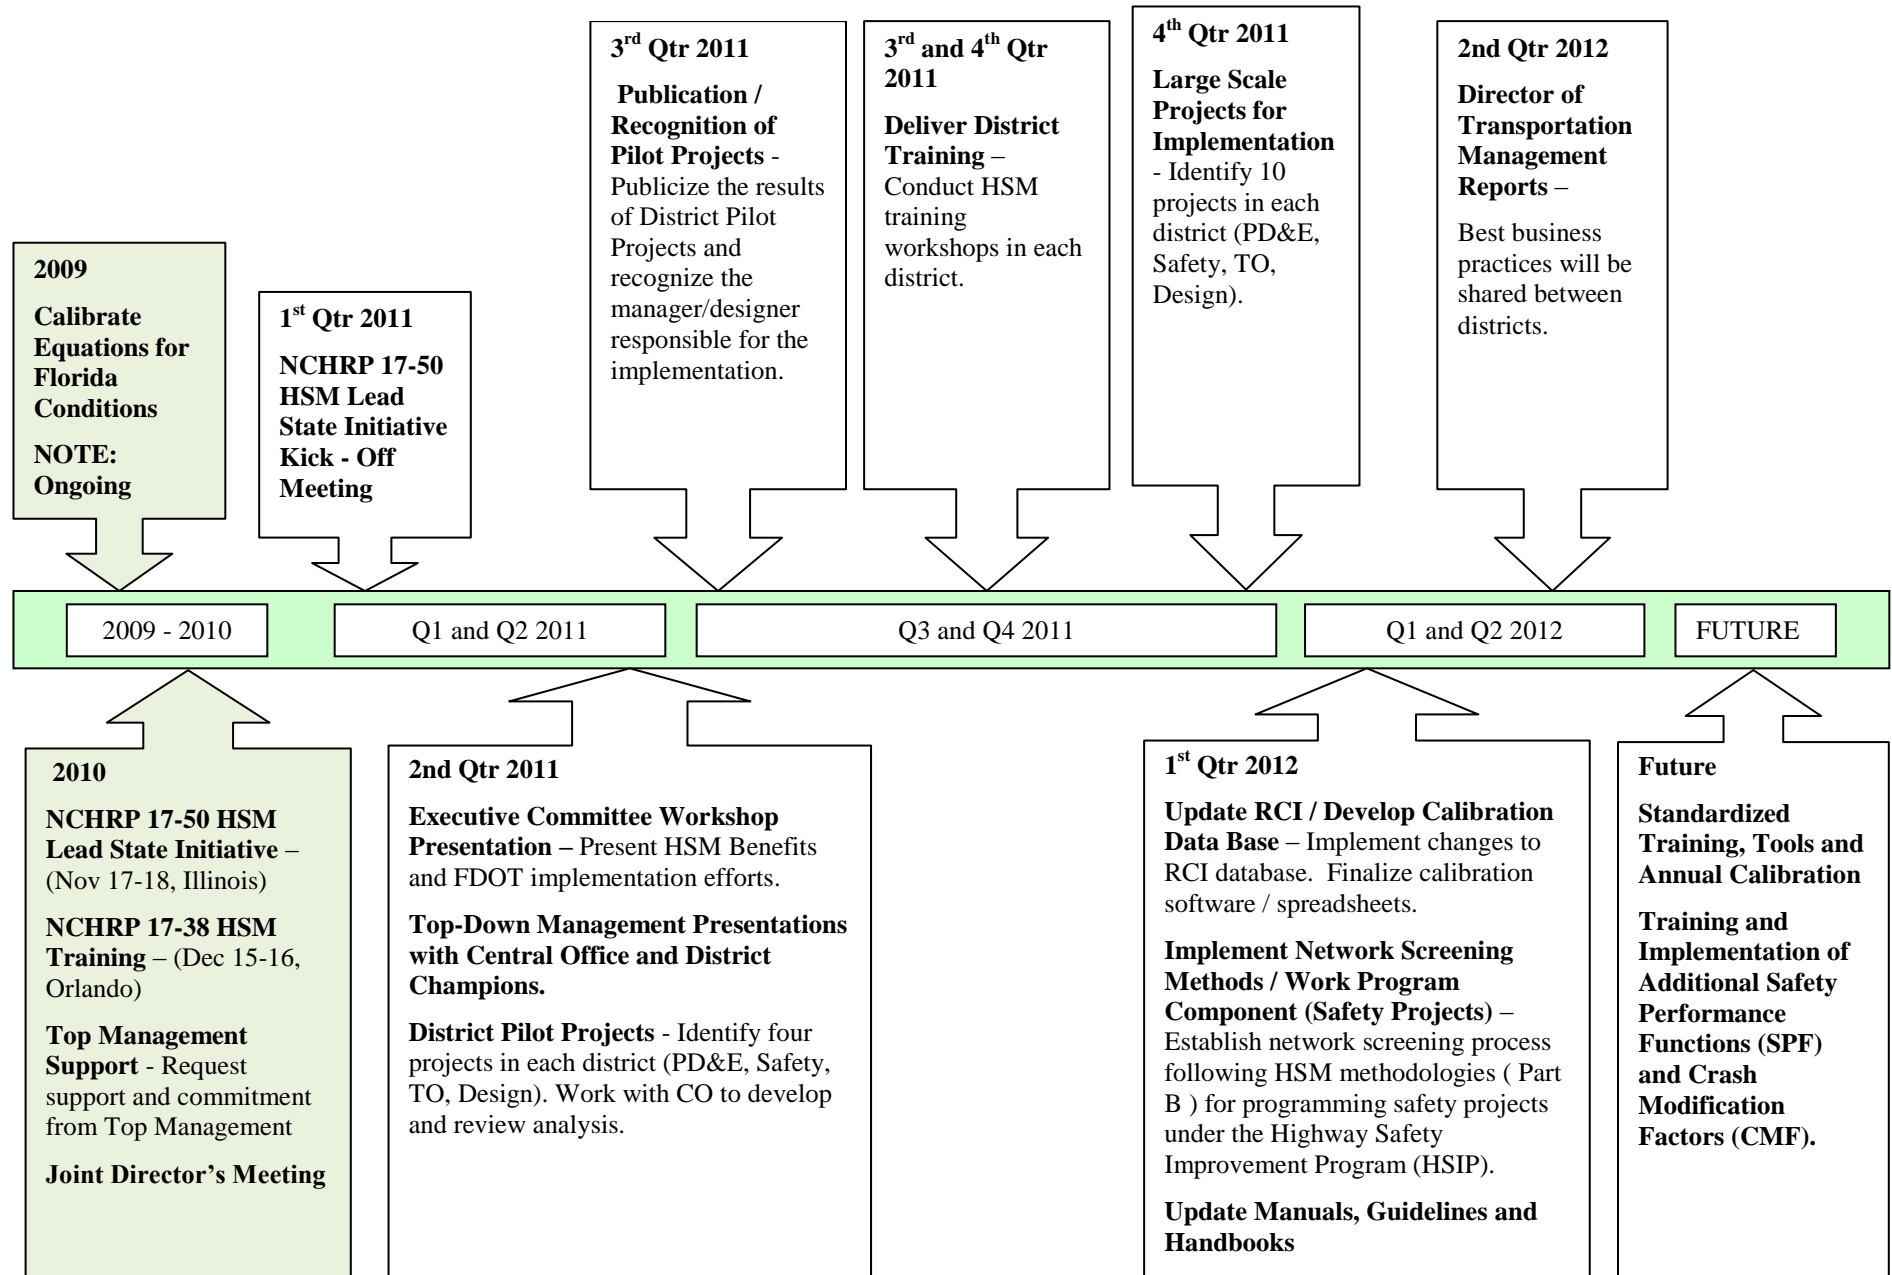 2009
Calibrate
Equations for
Florida
Conditions
NOTE:
Ongoing
1st Qtr 2011
NCHRP 17-50
HSM Lead
State Initiative
Kick - Off
Meeting
3rd Qtr 2011
Publication /
Recognition of
Pilot Projects -
Publicize the results
of District Pilot
Projects and
recognize the
manager/designer
responsible for the
implementation.
3rd and 4th Qtr
2011
Deliver District
Training –
Conduct HSM
training
workshops in each
district.
4th Qtr 2011
Large Scale
Projects for
Implementation
- Identify 10
projects in each
district (PD&E,
Safety, TO,
Design).
2nd Qtr 2012
Director of
Transportation
Management
Reports –
Best business
practices will be
shared between
districts.
2009 - 2010
Q1 and Q2 2011
Q3 and Q4 2011
Q1 and Q2 2012
FUTURE
2010
NCHRP 17-50 HSM
Lead State Initiative –
(Nov 17-18, Illinois)
NCHRP 17-38 HSM
Training – (Dec 15-16,
Orlando)
Top Management
Support - Request
support and commitment
from Top Management
Joint Director’s Meeting
2nd Qtr 2011
Executive Committee Workshop
Presentation – Present HSM Benefits
and FDOT implementation efforts.
Top-Down Management Presentations
with Central Office and District
Champions.
District Pilot Projects - Identify four
projects in each district (PD&E, Safety,
TO, Design). Work with CO to develop
and review analysis.
1st Qtr 2012
Update RCI / Develop Calibration
Data Base – Implement changes to
RCI database. Finalize calibration
software / spreadsheets.
Implement Network Screening
Methods / Work Program
Component (Safety Projects) –
Establish network screening process
following HSM methodologies ( Part
B ) for programming safety projects
under the Highway Safety
Improvement Program (HSIP).
Update Manuals, Guidelines and
Handbooks
Future
Standardized
Training, Tools and
Annual Calibration
Training and
Implementation of
Additional Safety
Performance
Functions (SPF)
and Crash
Modification
Factors (CMF).